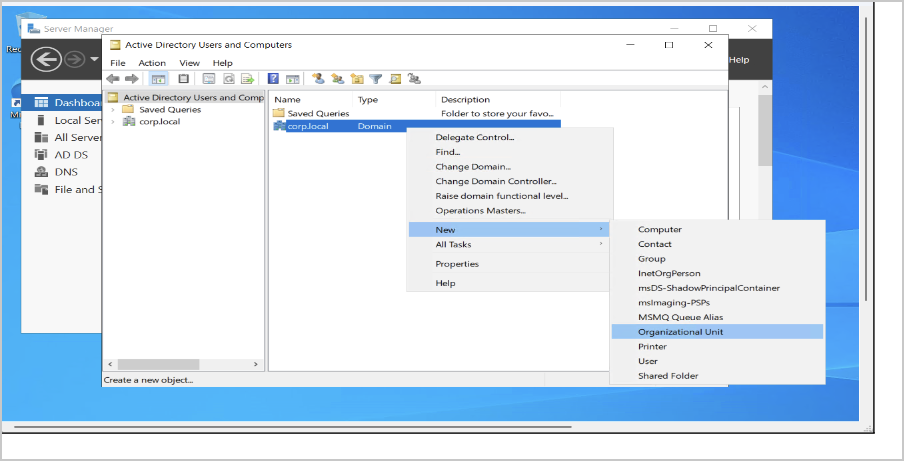 Server Manager
Active Directory Users and Computers
File Action View Help
Help
Active Directory Users and Comp
Saved Queries
corp.local
Name Type Description
Saved Queries Folder to store your favo...
corp.local Domain
Dashboa
Local Ser
All Server
AD DS
DNS
File and S
Delegate Control...
Find...
Change Domain...
Change Domain Controller...
Raise domain functional level...
Operations Masters...
New
All Tasks
Properties
Help
Computer
Contact
Group
InetOrgPerson
msDS-ShadowPrincipalContainer
msImaging-PSPs
MSMQ Queue Alias
Organizational Unit
Printer
User
Shared Folder
Create a new object...